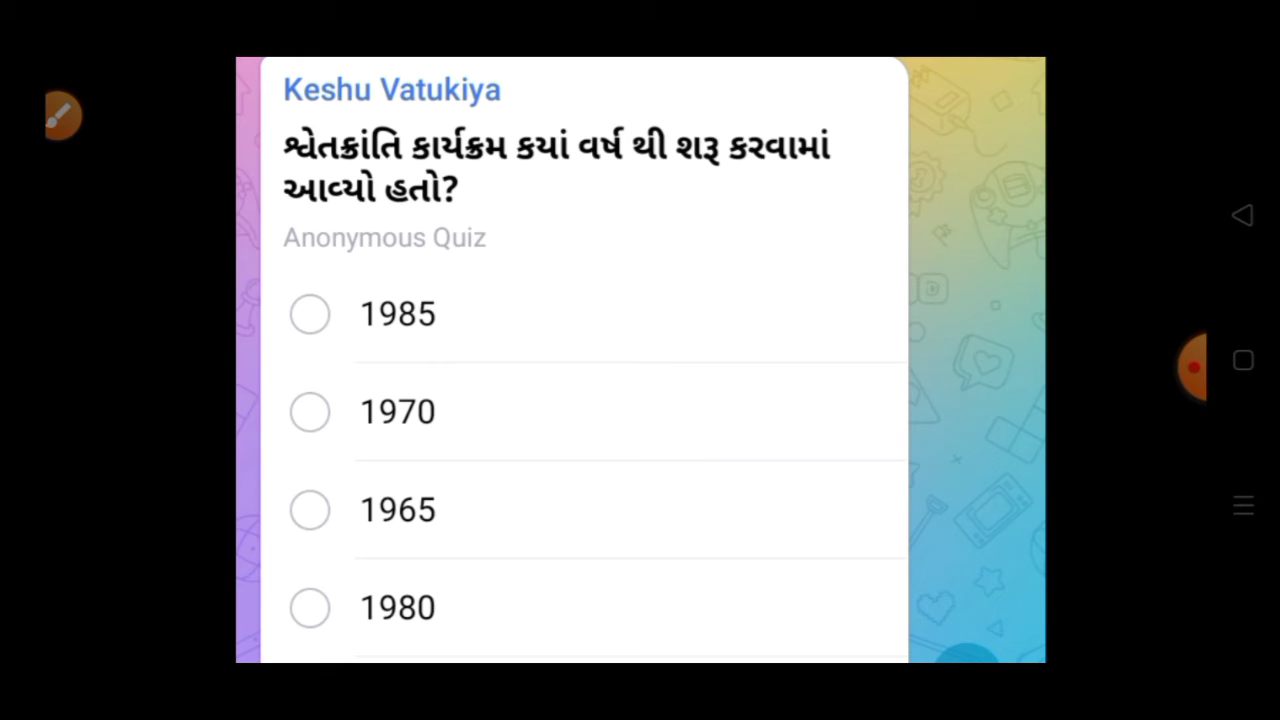 Keshu Vatukiya
શ્વેતક્રાંતિ કાર્યક્રમ કયાં વર્ષ થી શરૂ કરવામાં
આવ્યો હતો?
Anonymous Quiz
1985
1970
1965
1980